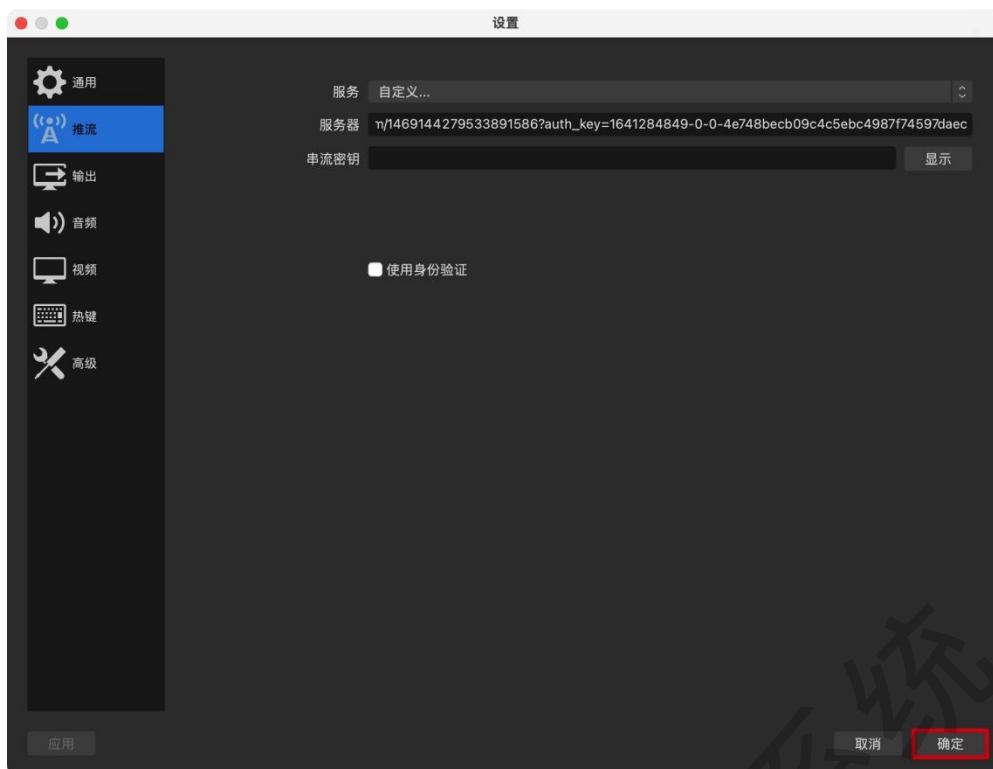 设置
通用
推流
输出
音频
视频
热键
高级
服务 自定义...
服务器 n/1469144279533891586?auth_key=1641284849-0-0-4e748becb09c4c5ebc4987f74597daec
串流密钥 显示
使用身份验证
应用 取消 确定
系统